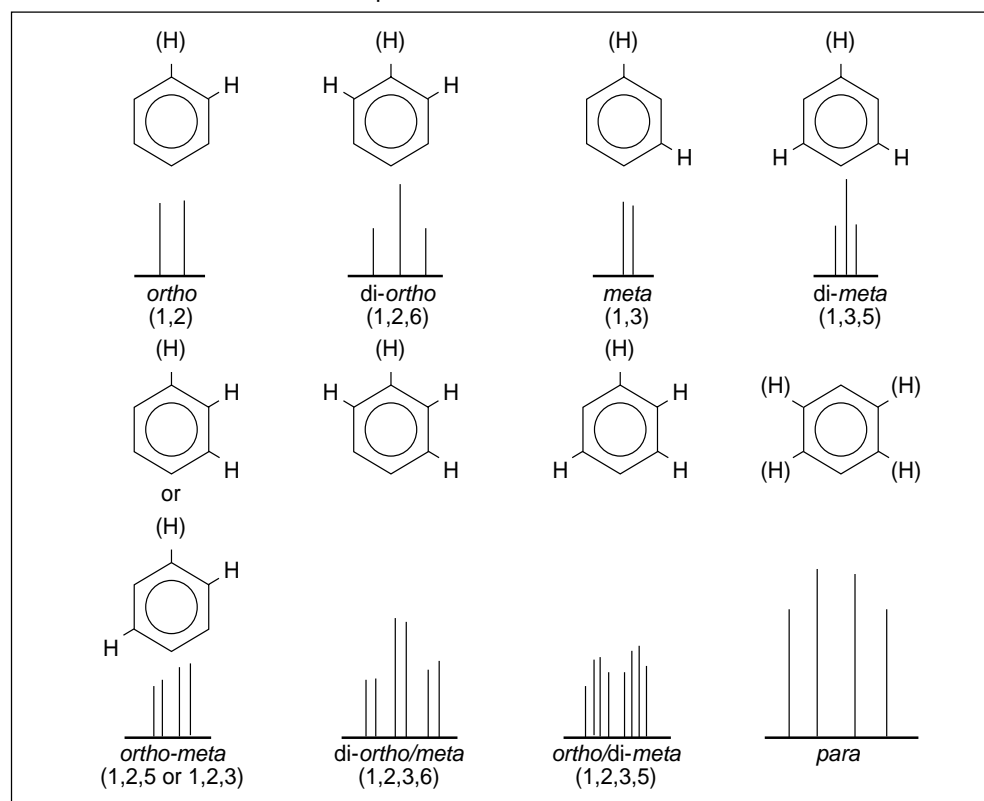 (H) (H) (H) (H)
H H H
H H H
ortho di-ortho meta di-meta
(1,2) (1,2,6) (1,3) (1,3,5)
(H) (H) (H)
H H H H (H) (H)
H H H H (H) (H)
or
(H)
H
H
ortho-meta di-ortho/meta ortho/di-meta para
(1,2,5 or 1,2,3) (1,2,3,6) (1,2,3,5)